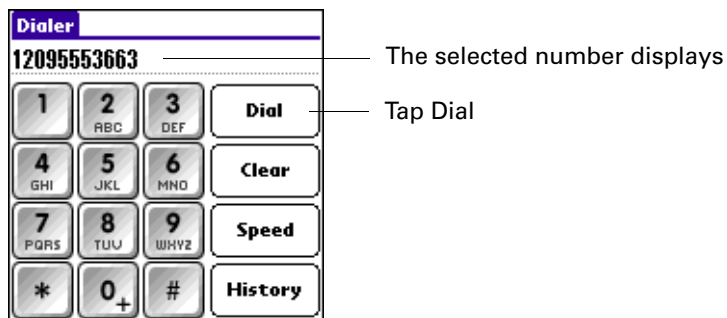 Dialer
12095553663
The selected number displays
1
2
ABC
3
DEF
Dial
Tap Dial
4
GHI
5
JKL
6
MNO
Clear
7
PQRS
8
TUV
9
WXYZ
Speed
*
0+
#
History